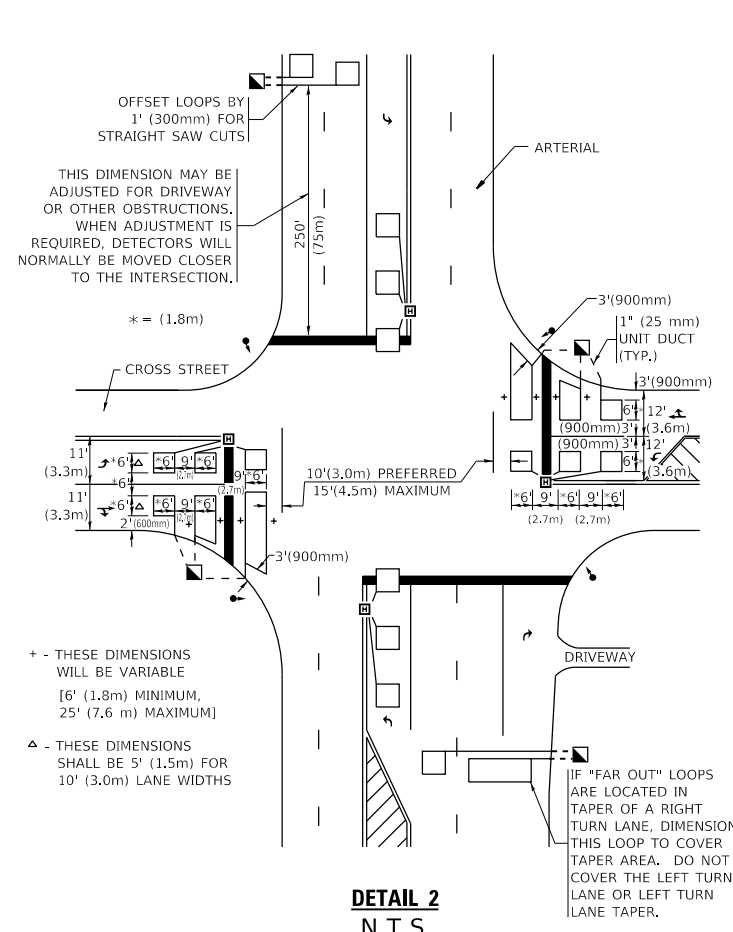 OFFSET LOOPS BY
1' (300mm) FOR
STRAIGHT SAW CUTS
THIS DIMENSION MAY BE
ADJUSTED FOR DRIVEWAY
OR OTHER OBSTRUCTIONS.
WHEN ADJUSTMENT IS
REQUIRED, DETECTORS WILL
NORMALLY BE MOVED CLOSER
TO THE INTERSECTION.
250'
(75m)
ARTERIAL
* = (1.8m)
3'(900mm)
1" (25 mm)
UNIT DUCT
(TYP.)
CROSS STREET
3'(900mm)
+ + + +
6'* 12'
(900mm) 3' (3.6m)
(900mm) 3' 12'
6'* (3.6m)
H
*6' 9' *6' 9' *6'
(2.7m) (2.7m)
H
H
11'
(3.3m)
*6' △ *6' 9' *6'
(2.7m)
*6'
9' *6'
(2.7m)
11'
(3.3m)
*6' △ *6' 9' *6'
(2.7m)
2' (600mm) + + +
10'(3.0m) PREFERRED
15'(4.5m) MAXIMUM
3'(900mm)
H
+ - THESE DIMENSIONS
WILL BE VARIABLE
[6' (1.8m) MINIMUM,
25' (7.6 m) MAXIMUM]
△ - THESE DIMENSIONS
SHALL BE 5' (1.5m) FOR
10' (3.0m) LANE WIDTHS
DRIVEWAY
IF "FAR OUT" LOOPS
ARE LOCATED IN
TAPER OF A RIGHT
TURN LANE, DIMENSION
THIS LOOP TO COVER
TAPER AREA. DO NOT
COVER THE LEFT TURN
LANE OR LEFT TURN
LANE TAPER.
DETAIL 2
N.T.S.